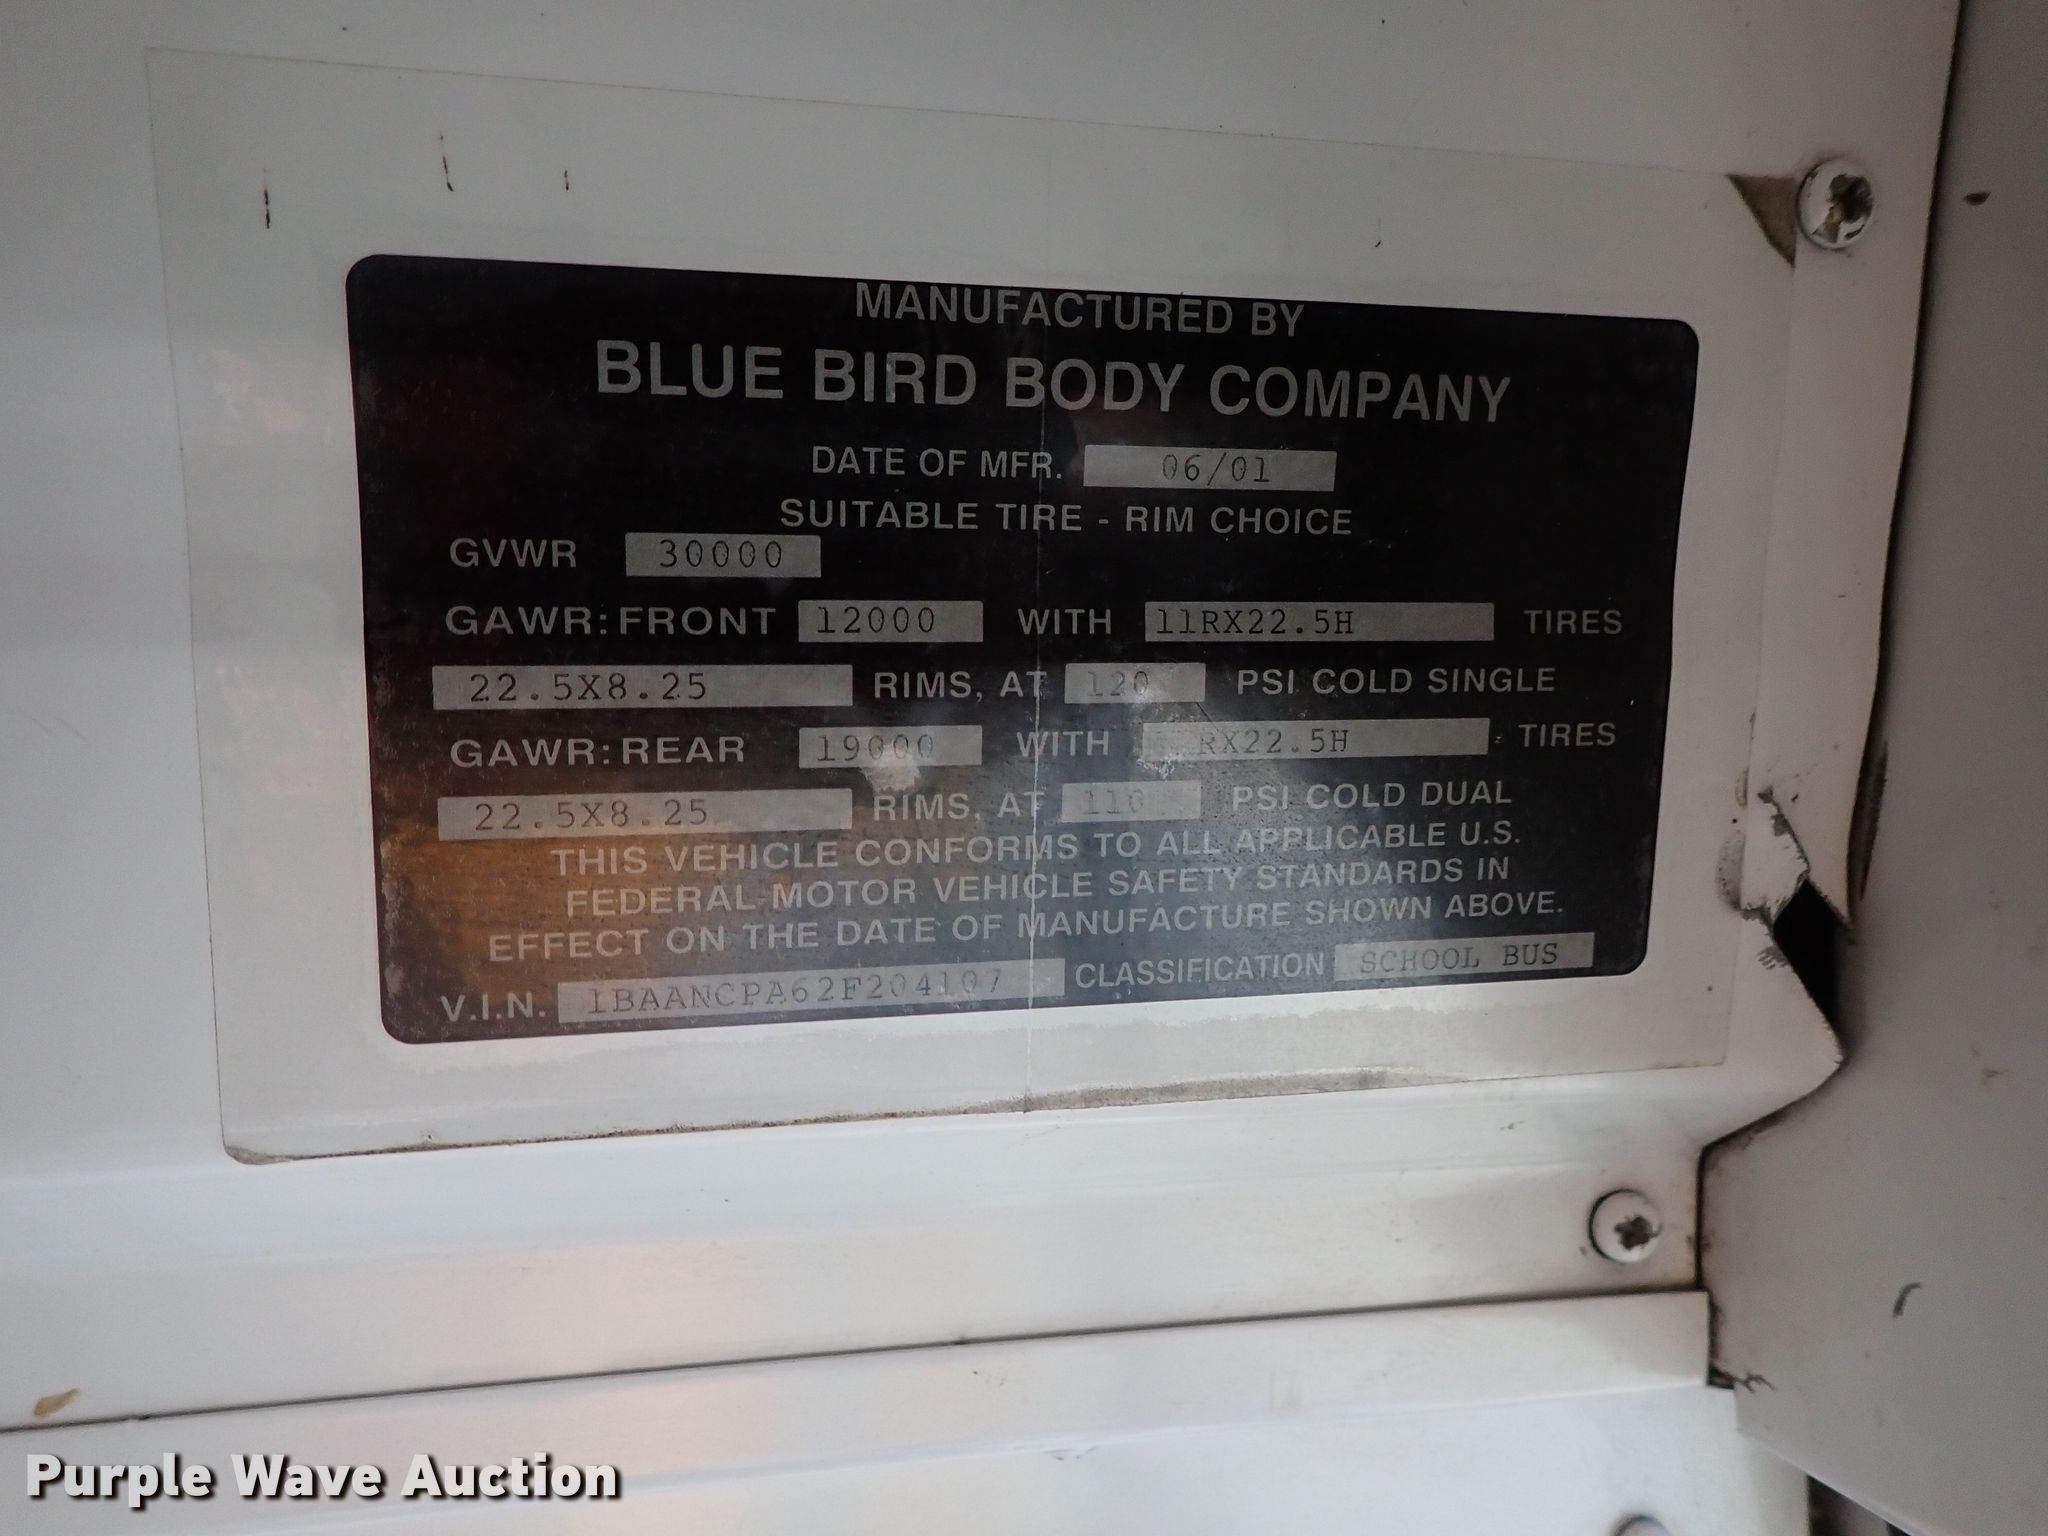 MANUFACTURED BY
BLUE BIRD BODY COMPANY
DATE OF MFR. 06/01
SUITABLE TIRE - RIM CHOICE
GVWR 30000
GAWR: FRONT 12000 WITH 11RX22.5H TIRES
22.5X8.25 RIMS, AT 120 PSI COLD SINGLE
GAWR: REAR 19000 WITH RX22.5H TIRES
22.5X8.25 RIMS, AT 110 PSI COLD DUAL
THIS VEHICLE CONFORMS TO ALL APPLICABLE U.S.
FEDERAL MOTOR VEHICLE SAFETY STANDARDS IN
EFFECT ON THE DATE OF MANUFACTURE SHOWN ABOVE.
V.I.N. 1BAANCPA62F204107 CLASSIFICATION SCHOOL BUS
Purple Wave Auction